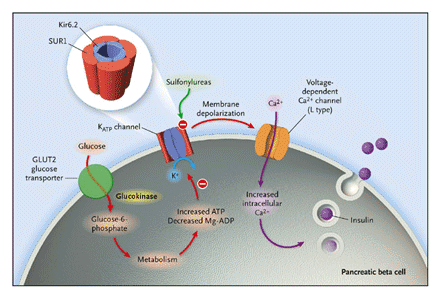 Kir6.2
SUR1
Sulfonylureas
Voltage-
dependent
Ca2+ channel
(L type)
Membrane
depolarization
Ca2+
KATP channel
Glucose
GLUT2
glucose
transporter
K+
Glucokinase
Glucose-6-
phosphate
Increased ATP
Decreased Mg-ADP
Increased
intracellular
Ca2+
Insulin
Metabolism
Pancreatic beta cell